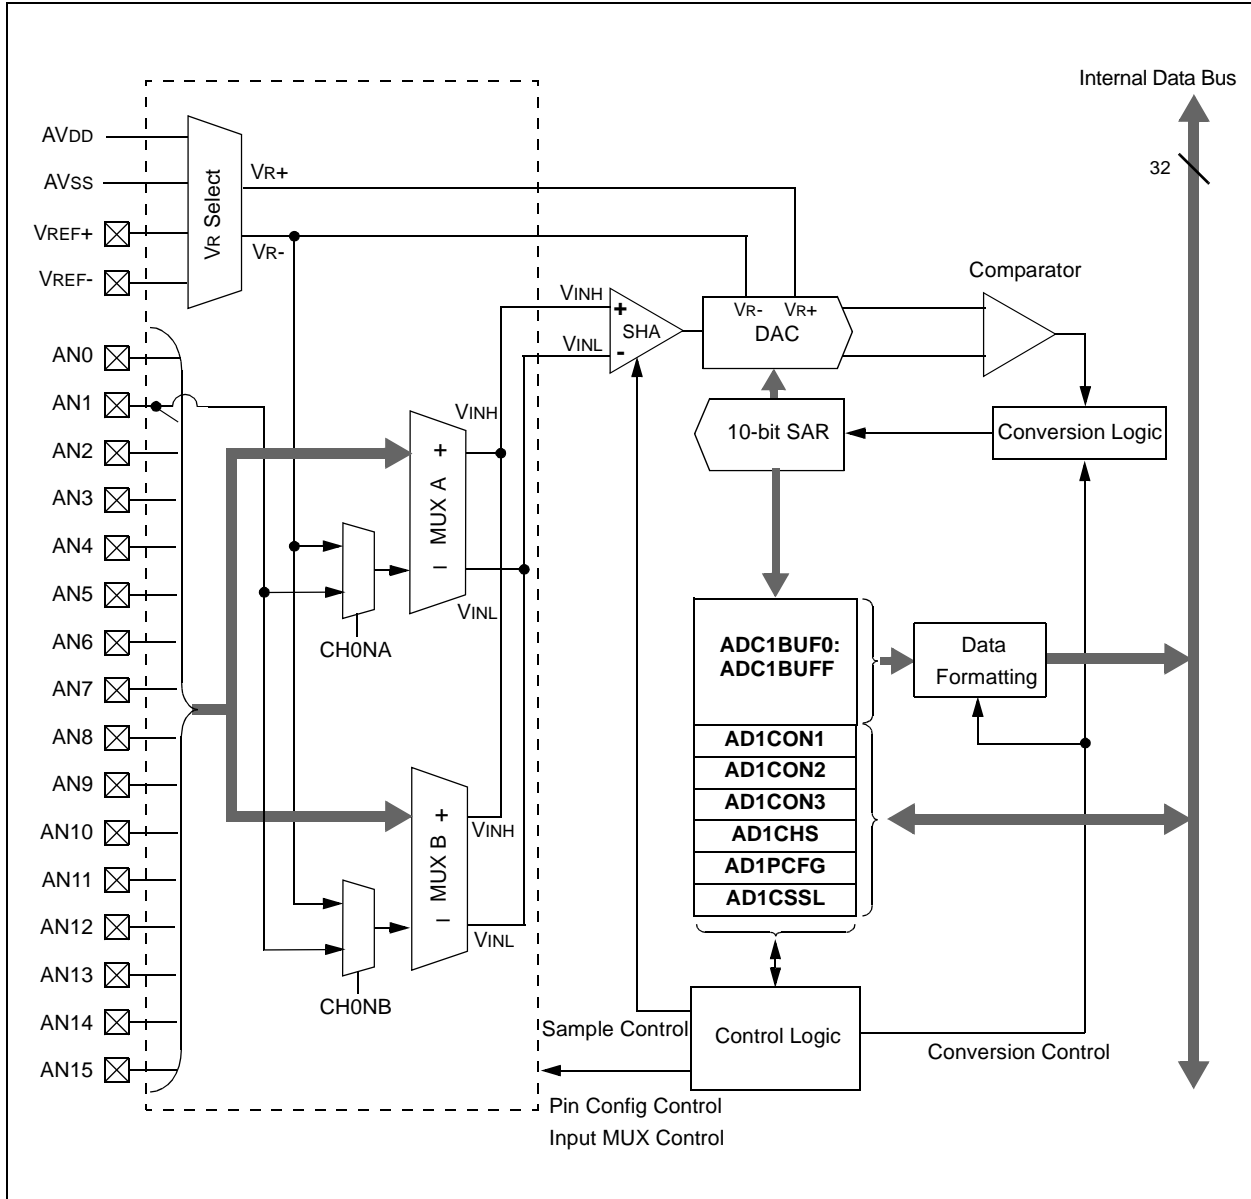 Internal Data Bus
32
AVDD
AVSS
VREF+
VREF-
VR Select
VR+
VR-
AN0
AN1
AN2
AN3
AN4
AN5
AN6
AN7
AN8
AN9
AN10
AN11
AN12
AN13
AN14
AN15
VINH
+
MUX A
–
VINL
CH0NA
+
VINH
MUX B
–
VINL
CH0NB
VINH
+
SHA
VINL
-
VR- VR+
DAC
Comparator
10-bit SAR
Conversion Logic
ADC1BUF0:
ADC1BUFF
Data
Formatting
AD1CON1
AD1CON2
AD1CON3
AD1CHS
AD1PCFG
AD1CSSL
Sample Control
Control Logic
Conversion Control
Pin Config Control
Input MUX Control